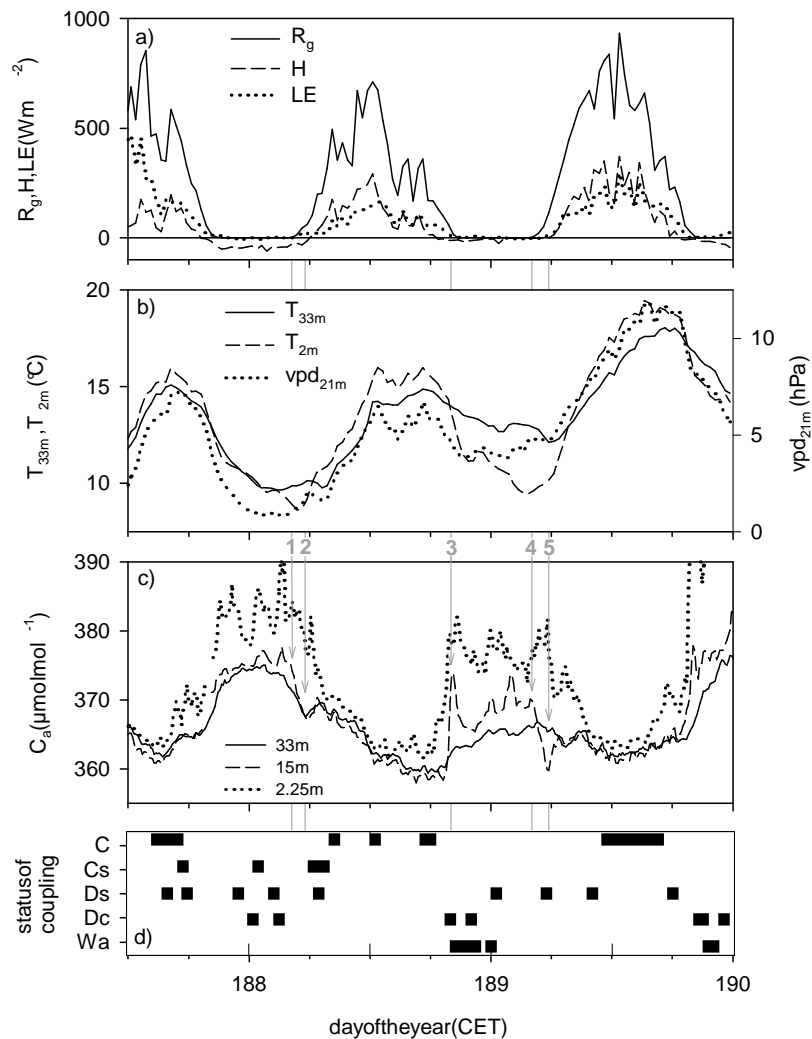 1000
a)
R_g
H
LE
500
0
R_g,H,LE(Wm ^-2)
20
b)
T_33m
T_2m
vpd_21m
15
10
10
5
0
T_33m, T_2m(°C)
vpd_21m(hPa)
1 2 3 4 5
390
c)
380
370
360
33m
15m
2.25m
C_a(µmolmol ^-1)
C
Cs
Ds
Dc
Wa
d)
statusof
coupling
188 189 190
dayoftheyear(CET)